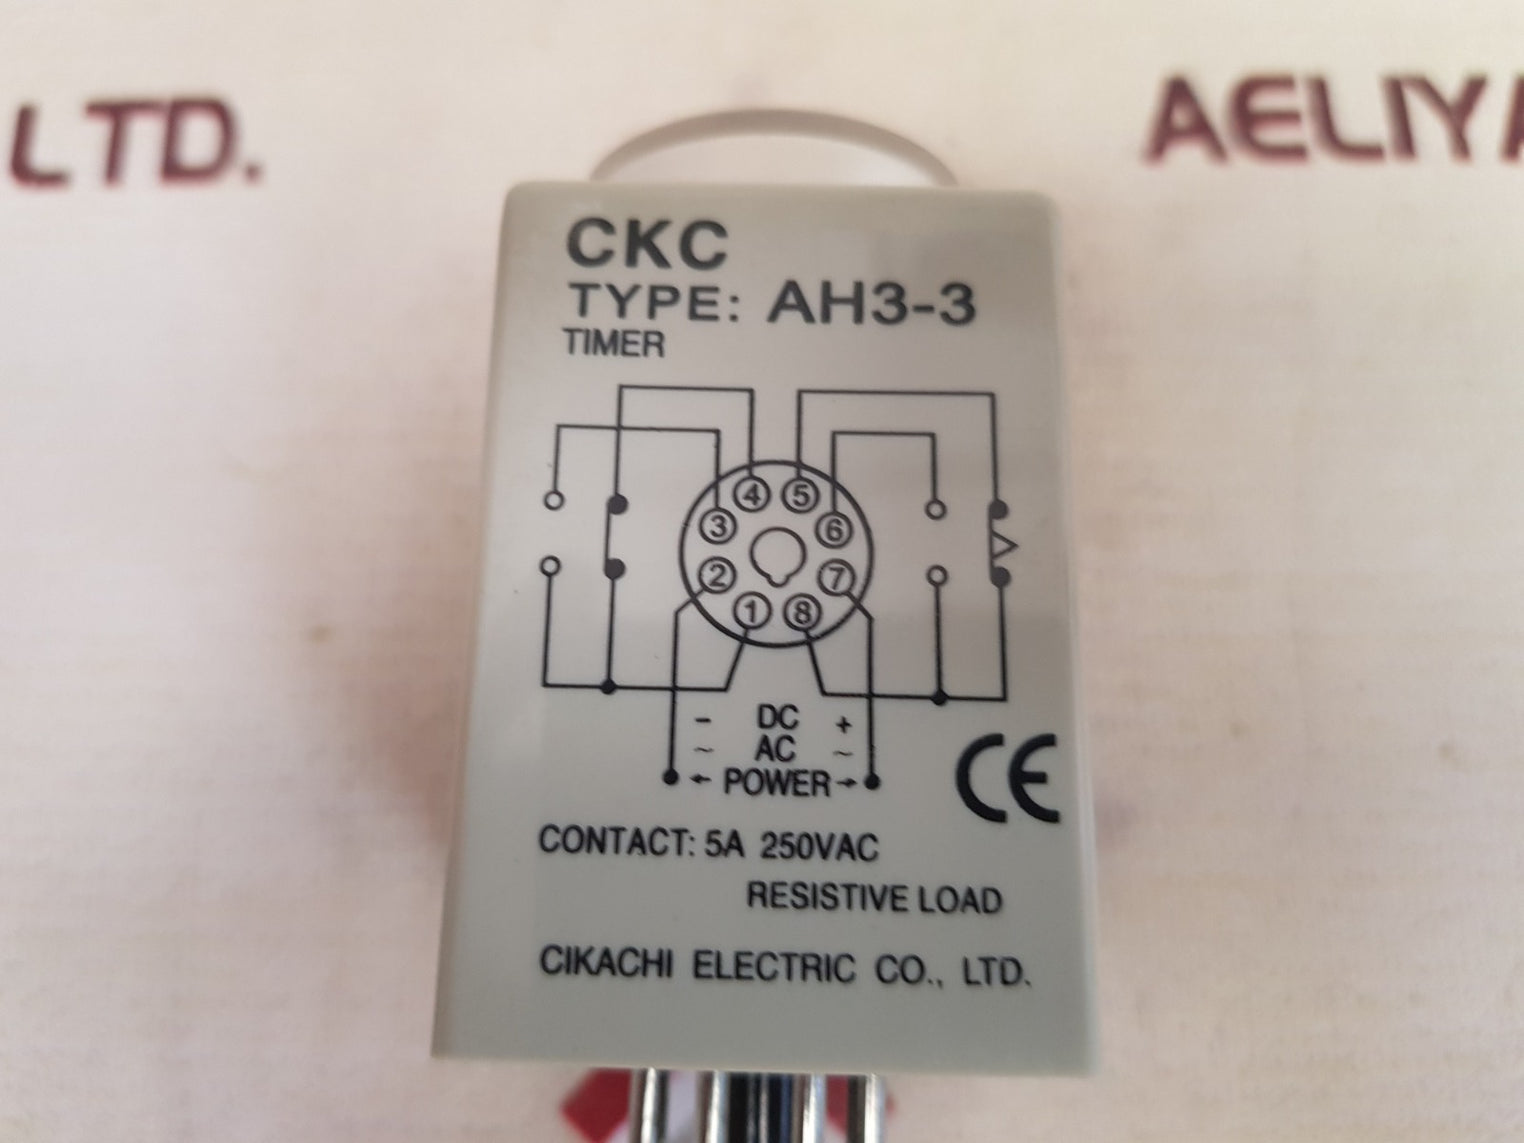 LTD.
AELIYA
CKC
TYPE: AH3-3
TIMER
4 5
3 6
2 7
1 8
- DC +
~ AC ~
← POWER →
CE
CONTACT: 5A 250VAC
RESISTIVE LOAD
CIKACHI ELECTRIC CO., LTD.